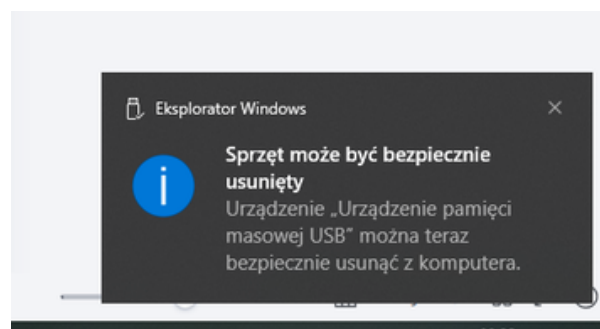 Eksplorator Windows
Sprzęt może być bezpiecznie
usunięty
Urządzenie „Urządzenie pamięci
masowej USB” można teraz
bezpiecznie usunąć z komputera.